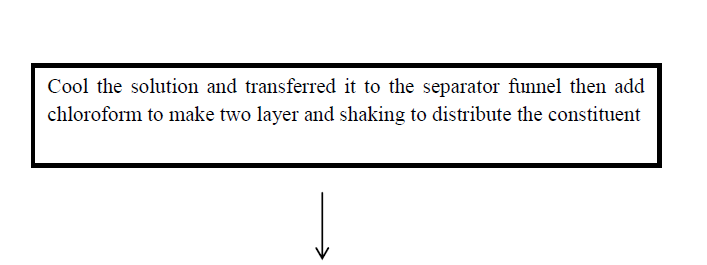 Cool the solution and transferred it to the separator funnel then add
chloroform to make two layer and shaking to distribute the constituent